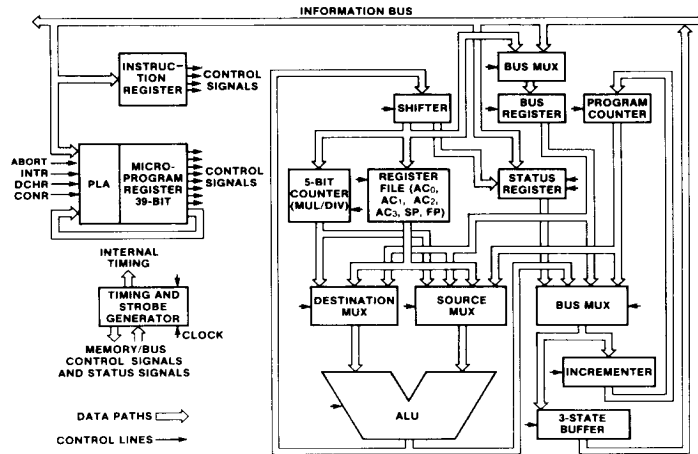 INFORMATION BUS
INSTRUC-
TION
REGISTER
CONTROL
SIGNALS
ABORT
INTR
DCHR
CONR
PLA
MICRO-
PROGRAM
REGISTER
39-BIT
CONTROL
SIGNALS
INTERNAL
TIMING
TIMING AND
STROBE
GENERATOR
CLOCK
MEMORY/BUS
CONTROL SIGNALS
AND STATUS SIGNALS
DATA PATHS
CONTROL LINES
BUS MUX
SHIFTER
BUS
REGISTER
PROGRAM
COUNTER
5-BIT
COUNTER
(MUL/DIV)
REGISTER
FILE (AC0,
AC1, AC2,
AC3, SP, FP)
STATUS
REGISTER
DESTINATION
MUX
SOURCE
MUX
BUS MUX
ALU
INCREMENTER
3-STATE
BUFFER